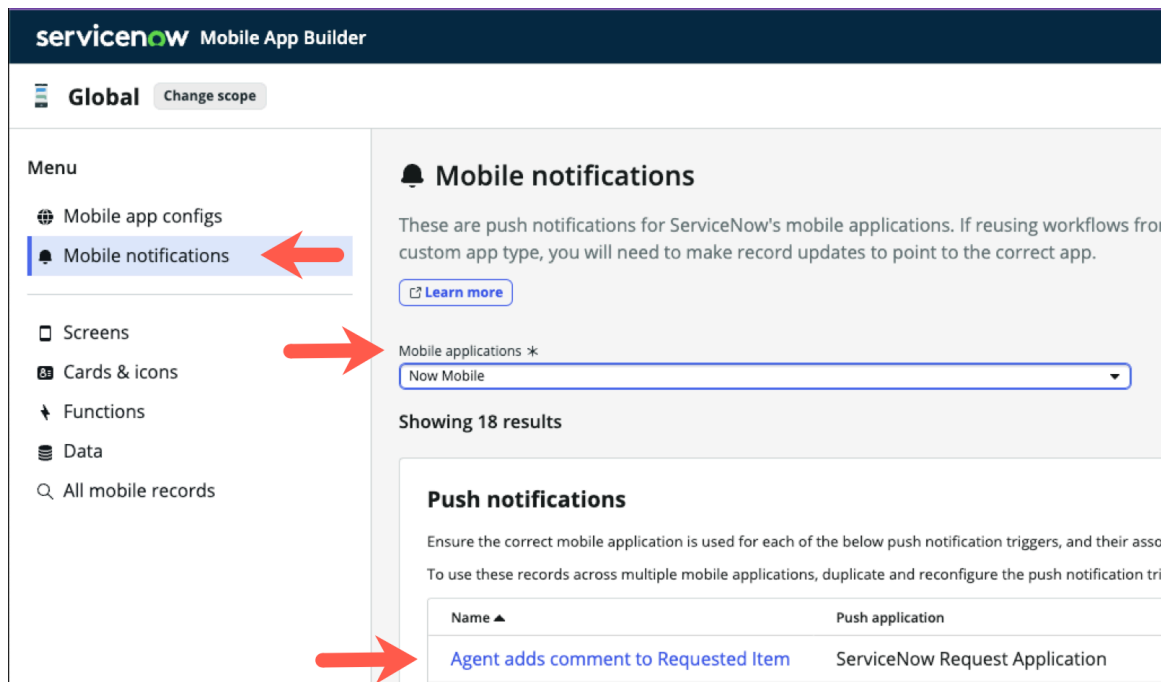 servicenow Mobile App Builder
Global Change scope
Menu
Mobile app configs
Mobile notifications
Screens
Cards & icons
Functions
Data
All mobile records
Mobile notifications
These are push notifications for ServiceNow's mobile applications. If reusing workflows
custom app type, you will need to make record updates to point to the correct app.
Learn more
Mobile applications *
Now Mobile
Showing 18 results
Push notifications
Ensure the correct mobile application is used for each of the below push notification triggers, and their
To use these records across multiple mobile applications, duplicate and reconfigure the push notification
Name Push application
Agent adds comment to Requested Item ServiceNow Request Application